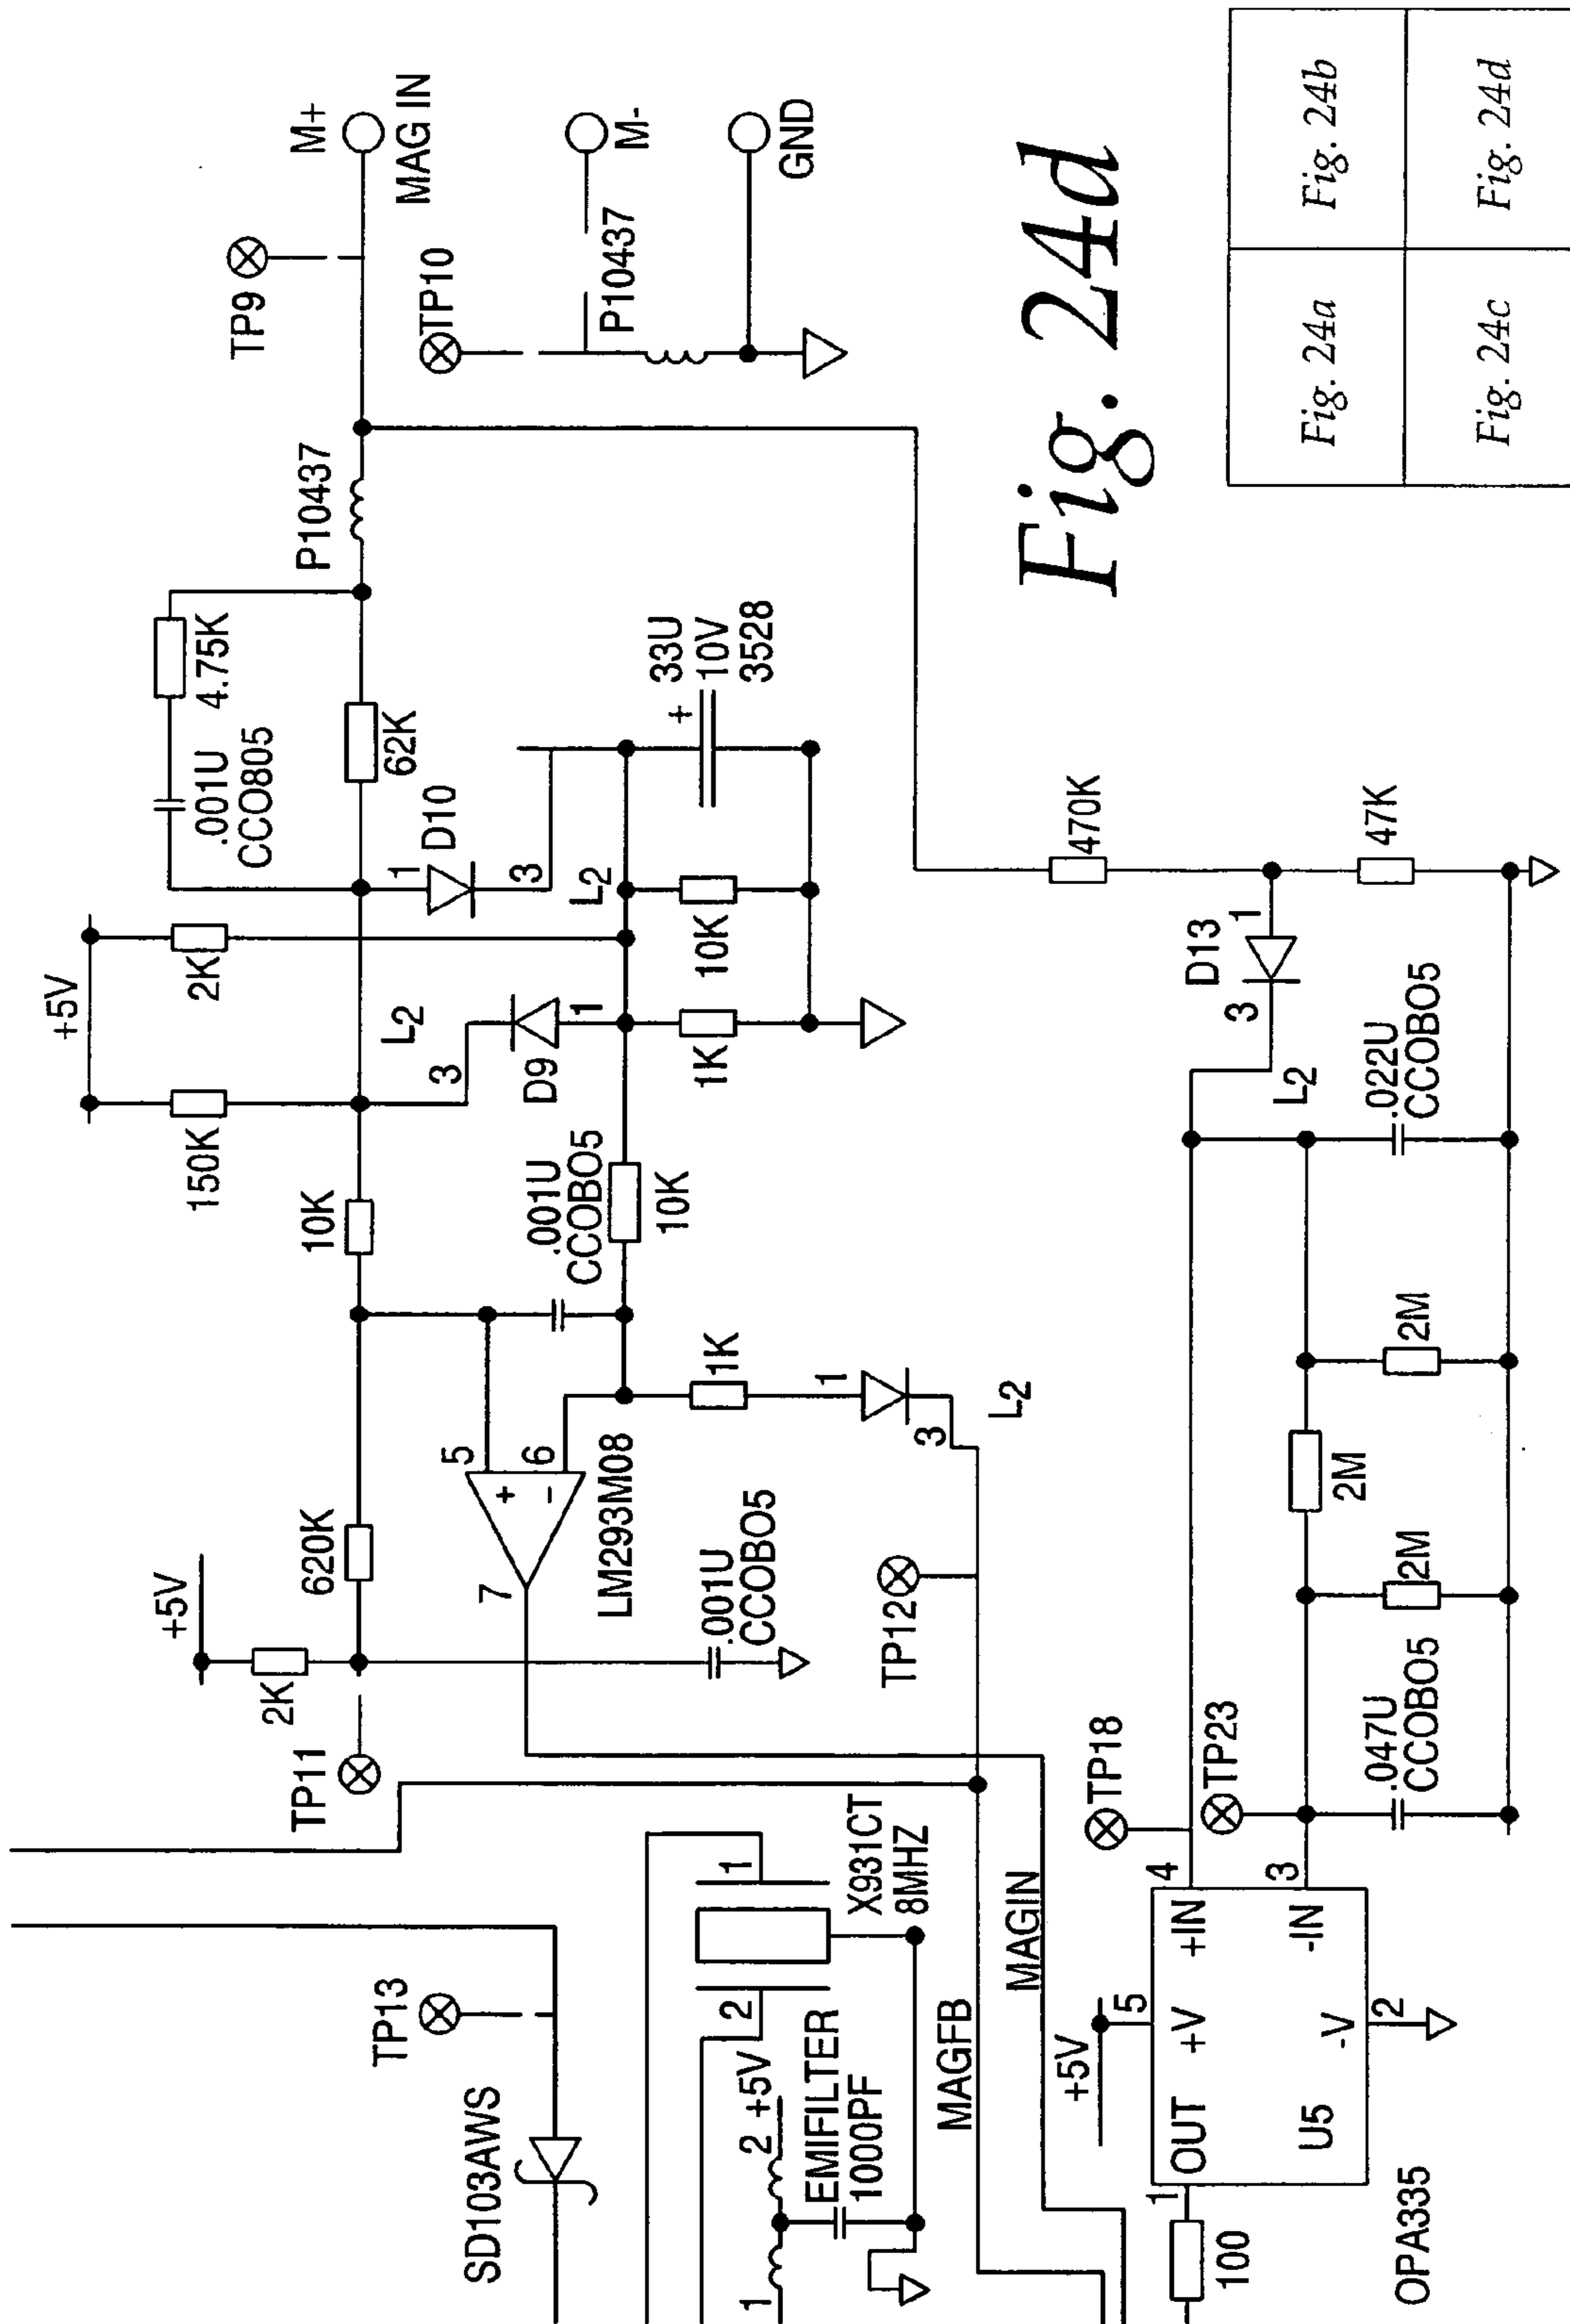 M+
MAG IN
TP9
TP10
P10437
M-
GND
P10437
4.75K
.001U
CCO805
62K
D10
1
3
33U
10V
3528
+
+5V
2K
150K
L2
L2
3
D9
1
10K
1K
10K
.001U
CCOBO5
10K
620K
+5V
2K
TP11
5
6
+
-
7
LM293M08
1K
1
3
L2
.001U
CCOBO5
TP12
470K
47K
D13
1
3
L2
.022U
CCOBO5
2M
2M
2M
.047U
CCOBO5
TP18
TP23
TP13
SD103AWS
1
2
X931CT
8MHZ
2
+5V
EMIFILTER
1000PF
1
MAGFB
MAGIN
+5V
5
4
3
2
1
OUT
+V
+IN
-IN
-V
U5
100
OPA335
Fig. 24d
Fig. 24a
Fig. 24b
Fig. 24c
Fig. 24d